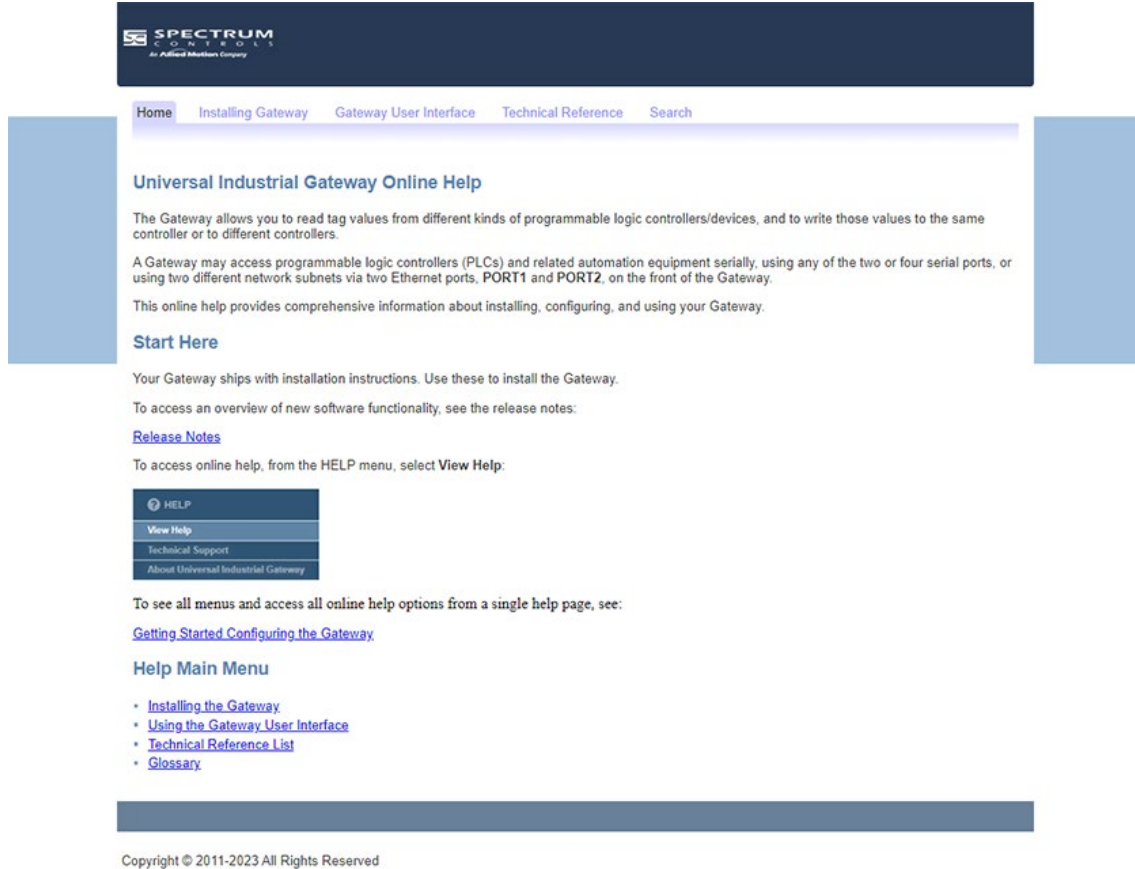 SPECTRUM
CONTROLS
An Allied Motion Company
Home Installing Gateway Gateway User Interface Technical Reference Search
Universal Industrial Gateway Online Help
The Gateway allows you to read tag values from different kinds of programmable logic controllers/devices, and to write those values to the same
controller or to different controllers.
A Gateway may access programmable logic controllers (PLCs) and related automation equipment serially, using any of the two or four serial ports, or
using two different network subnets via two Ethernet ports, PORT1 and PORT2, on the front of the Gateway.
This online help provides comprehensive information about installing, configuring, and using your Gateway.
Start Here
Your Gateway ships with installation instructions. Use these to install the Gateway.
To access an overview of new software functionality, see the release notes:
Release Notes
To access online help, from the HELP menu, select View Help:
HELP
View Help
Technical Support
About Universal Industrial Gateway
To see all menus and access all online help options from a single help page, see:
Getting Started Configuring the Gateway
Help Main Menu
Installing the Gateway
Using the Gateway User Interface
Technical Reference List
Glossary
Copyright © 2011-2023 All Rights Reserved